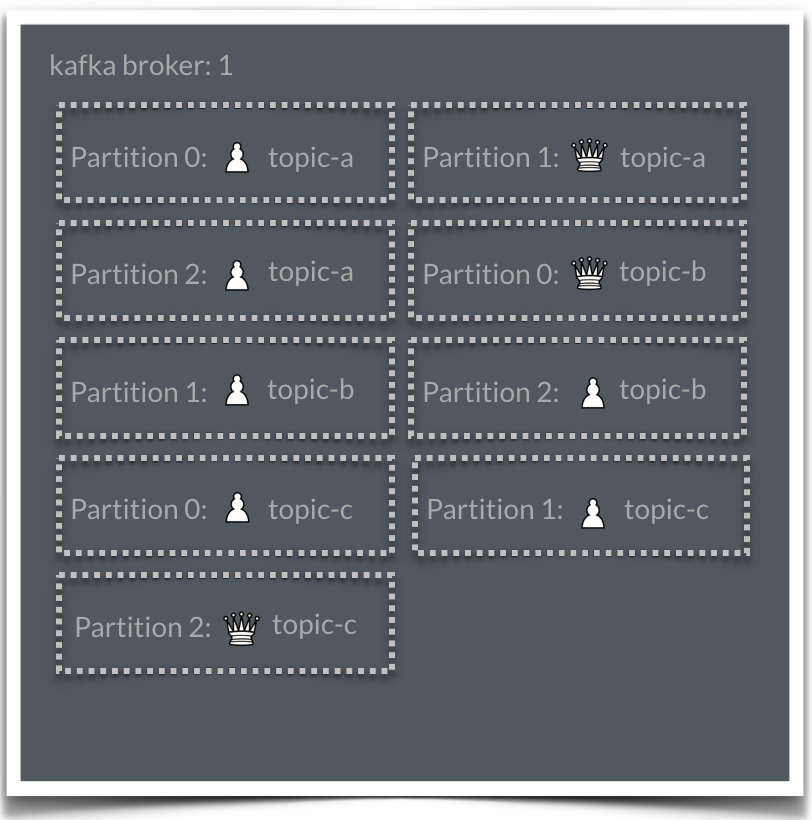 kafka broker: 1
Partition 0: topic-a
Partition 1: topic-a
Partition 2: topic-a
Partition 0: topic-b
Partition 1: topic-b
Partition 2: topic-b
Partition 0: topic-c
Partition 1: topic-c
Partition 2: topic-c